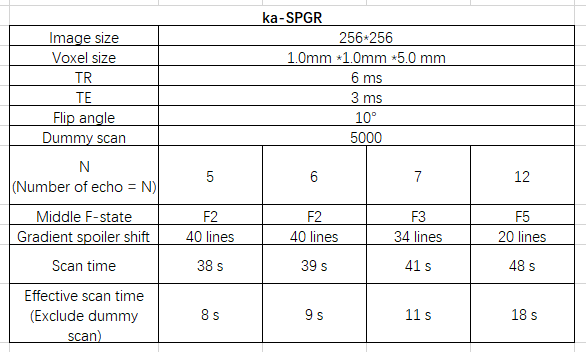 ka-SPGR
Image size 256*256
Voxel size 1.0mm *1.0mm *5.0 mm
TR 6 ms
TE 3 ms
Flip angle 10°
Dummy scan 5000
N
(Number of echo = N) 5 6 7 12
Middle F-state F2 F2 F3 F5
Gradient spoiler shift 40 lines 40 lines 34 lines 20 lines
Scan time 38 s 39 s 41 s 48 s
Effective scan time
(Exclude dummy 8 s 9 s 11 s 18 s
scan)